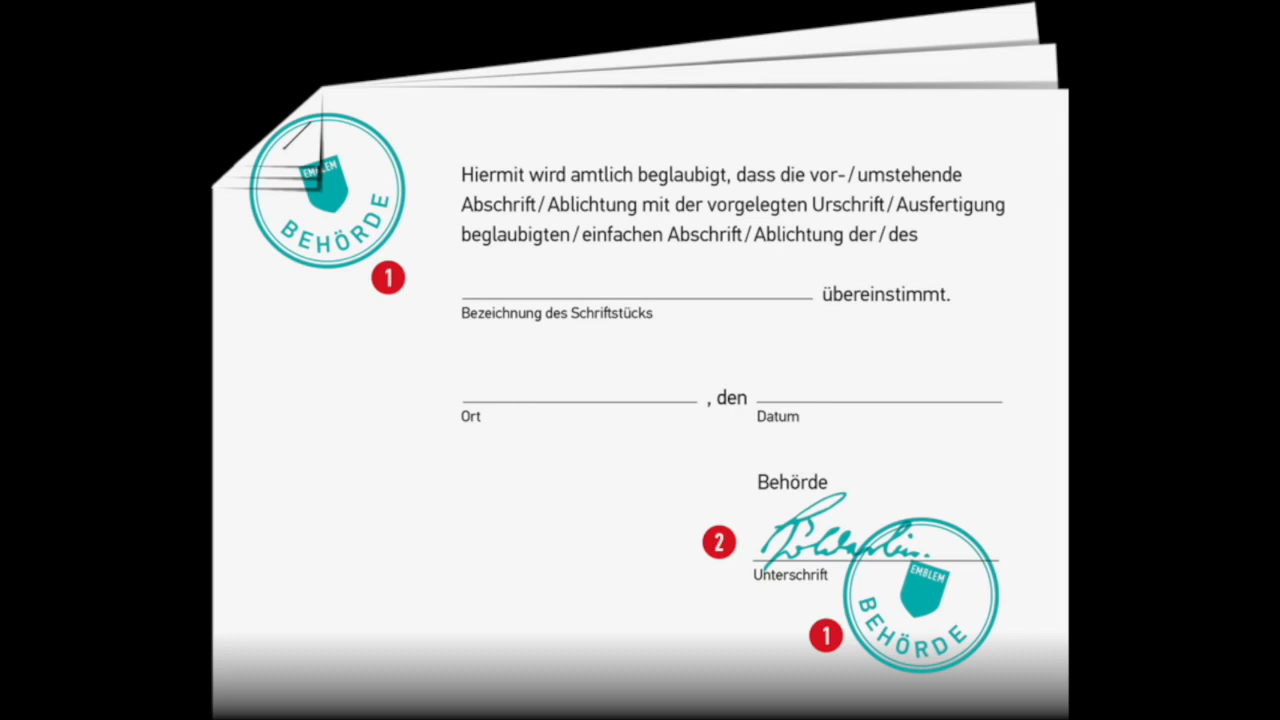 EMBLEM
BEHÖRDE
1
Hiermit wird amtlich beglaubigt, dass die vor-/umstehende
Abschrift/Ablichtung mit der vorgelegten Urschrift/Ausfertigung
beglaubigten/einfachen Abschrift/Ablichtung der/des
übereinstimmt.
Bezeichnung des Schriftstücks
, den
Ort Datum
Behörde
2
Unterschrift
EMBLEM
BEHÖRDE
1